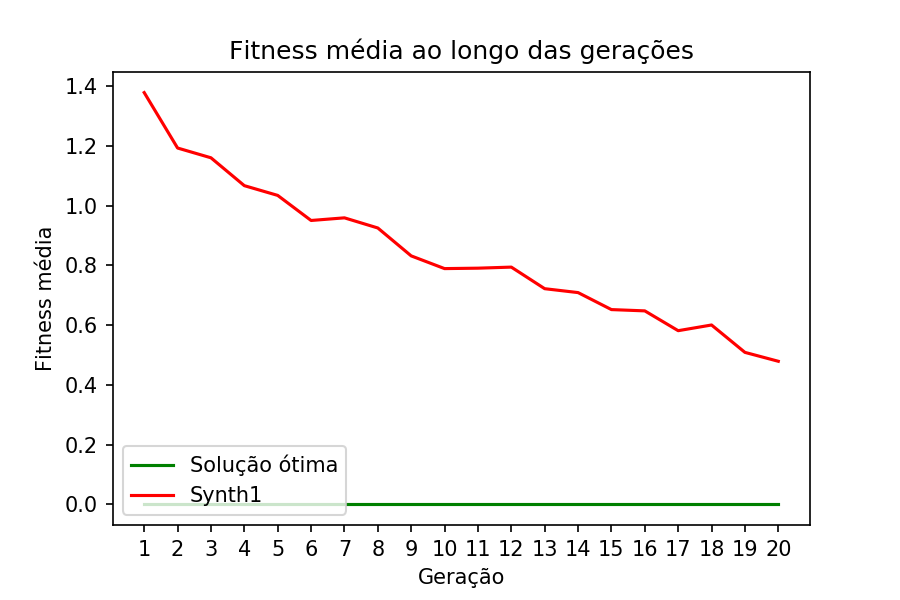 Fitness média ao longo das gerações
Fitness média
1.4
1.2
1.0
0.8
0.6
0.4
0.2
0.0
Solução ótima
Synth1
1 2 3 4 5 6 7 8 9 10 11 12 13 14 15 16 17 18 19 20
Geração